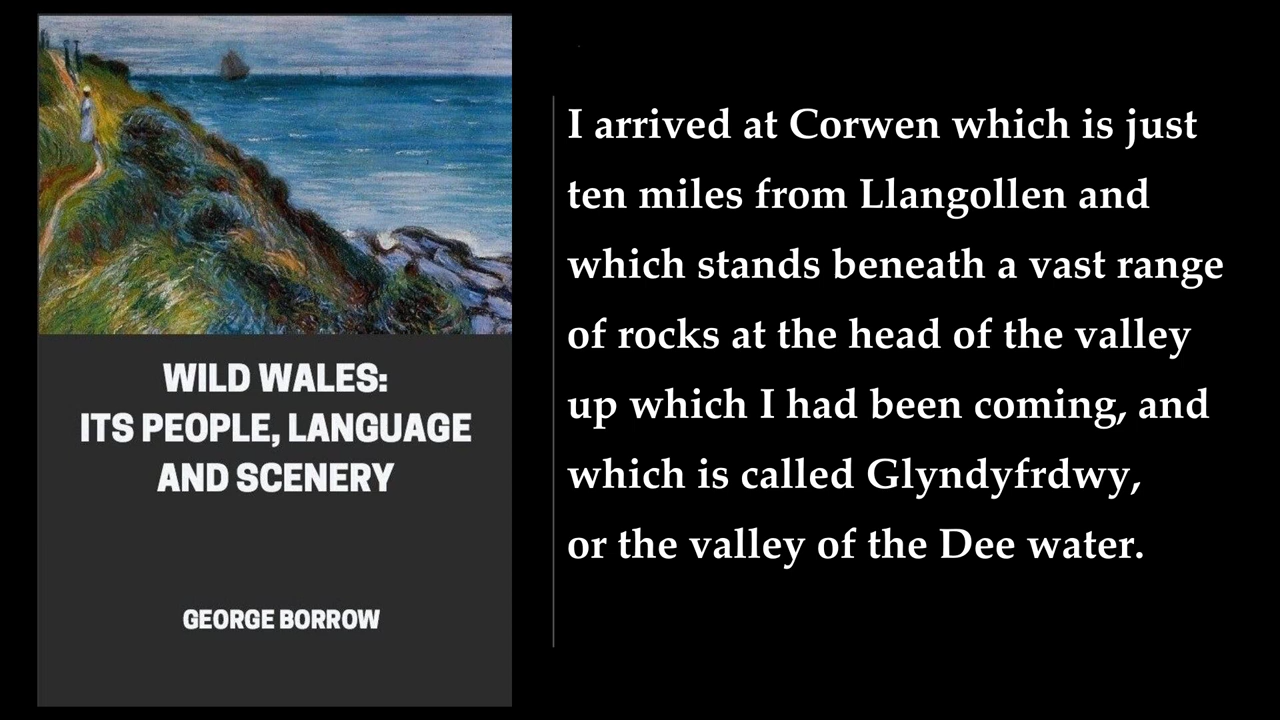 WILD WALES:
ITS PEOPLE, LANGUAGE
AND SCENERY
GEORGE BORROW
I arrived at Corwen which is just
ten miles from Llangollen and
which stands beneath a vast range
of rocks at the head of the valley
up which I had been coming, and
which is called Glyndyfrdwy,
or the valley of the Dee water.